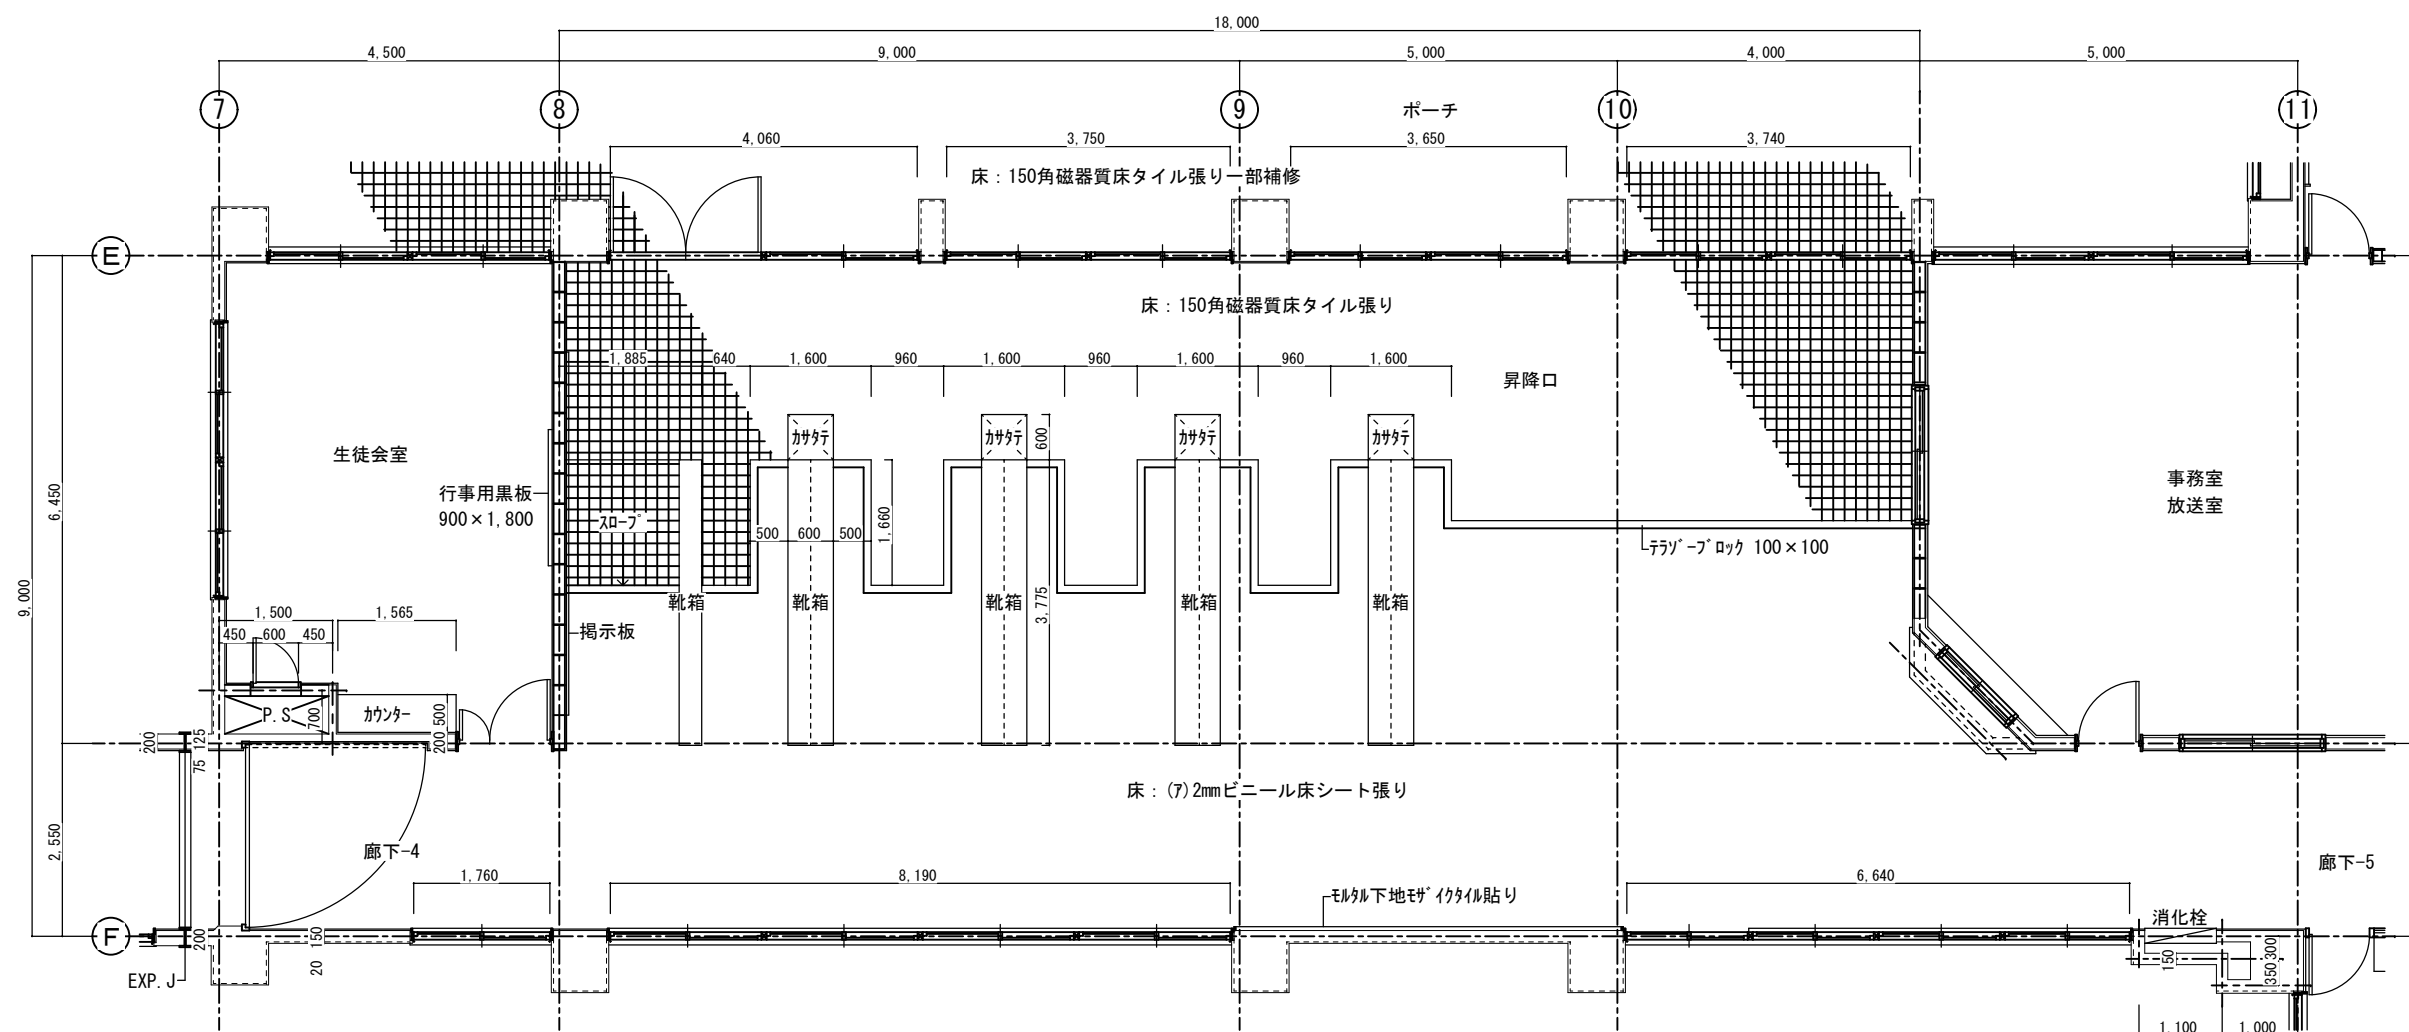 18,000
4,500
9,000
5,000
4,000
5,000
7
8
9
ポーチ
10
11
4,060
3,750
3,650
3,740
床：150角磁器質床タイル張り一部補修
E
床：150角磁器質床タイル張り
1,885
640
1,600
960
1,600
960
1,600
960
1,600
昇降口
カサタテ
カサタテ
カサタテ
カサタテ
600
生徒会室
行事用黒板
900×1,800
事務室
放送室
6,450
9,000
スロープ
500
600
500
1,660
テラゾーブロック 100×100
靴箱
靴箱
靴箱
靴箱
靴箱
3,775
掲示板
1,500
1,565
450
600
450
P.S
700
カウンター
500
200
200
125
75
床：(ア)2mmビニール床シート張り
2,550
廊下-4
廊下-5
1,760
8,190
6,640
モルタル下地モザイクタイル貼り
消化栓
F
200
150
20
EXP.J
150
300
350
1,100
1,000